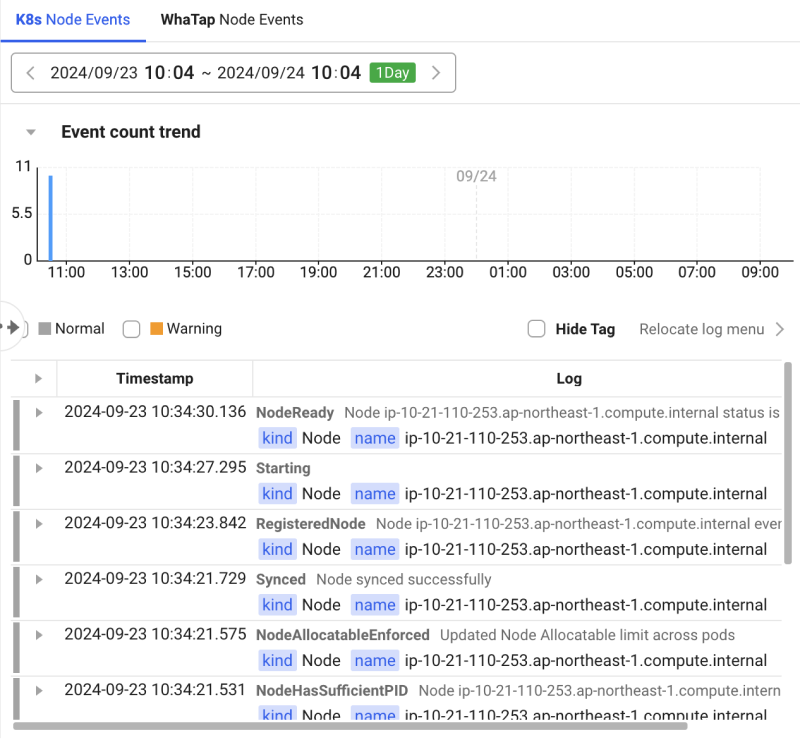 K8s Node Events WhaTap Node Events
2024/09/23 10:04 ~ 2024/09/24 10:04 1Day
Event count trend
11
5.5
0
09/24
11:00 13:00 15:00 17:00 19:00 21:00 23:00 01:00 03:00 05:00 07:00 09:00
Normal Warning Hide Tag Relocate log menu
Timestamp Log
2024-09-23 10:34:30.136 NodeReady Node ip-10-21-110-253.ap-northeast-1.compute.internal status is
kind Node name ip-10-21-110-253.ap-northeast-1.compute.internal
2024-09-23 10:34:27.295 Starting
kind Node name ip-10-21-110-253.ap-northeast-1.compute.internal
2024-09-23 10:34:23.842 RegisteredNode Node ip-10-21-110-253.ap-northeast-1.compute.internal ever
kind Node name ip-10-21-110-253.ap-northeast-1.compute.internal
2024-09-23 10:34:21.729 Synced Node synced successfully
kind Node name ip-10-21-110-253.ap-northeast-1.compute.internal
2024-09-23 10:34:21.575 NodeAllocatableEnforced Updated Node Allocatable limit across pods
kind Node name ip-10-21-110-253.ap-northeast-1.compute.internal
2024-09-23 10:34:21.531 NodeHasSufficientPID Node ip-10-21-110-253.ap-northeast-1.compute.intern
kind Node name ip-10-21-110-253.ap-northeast-1.compute.internal